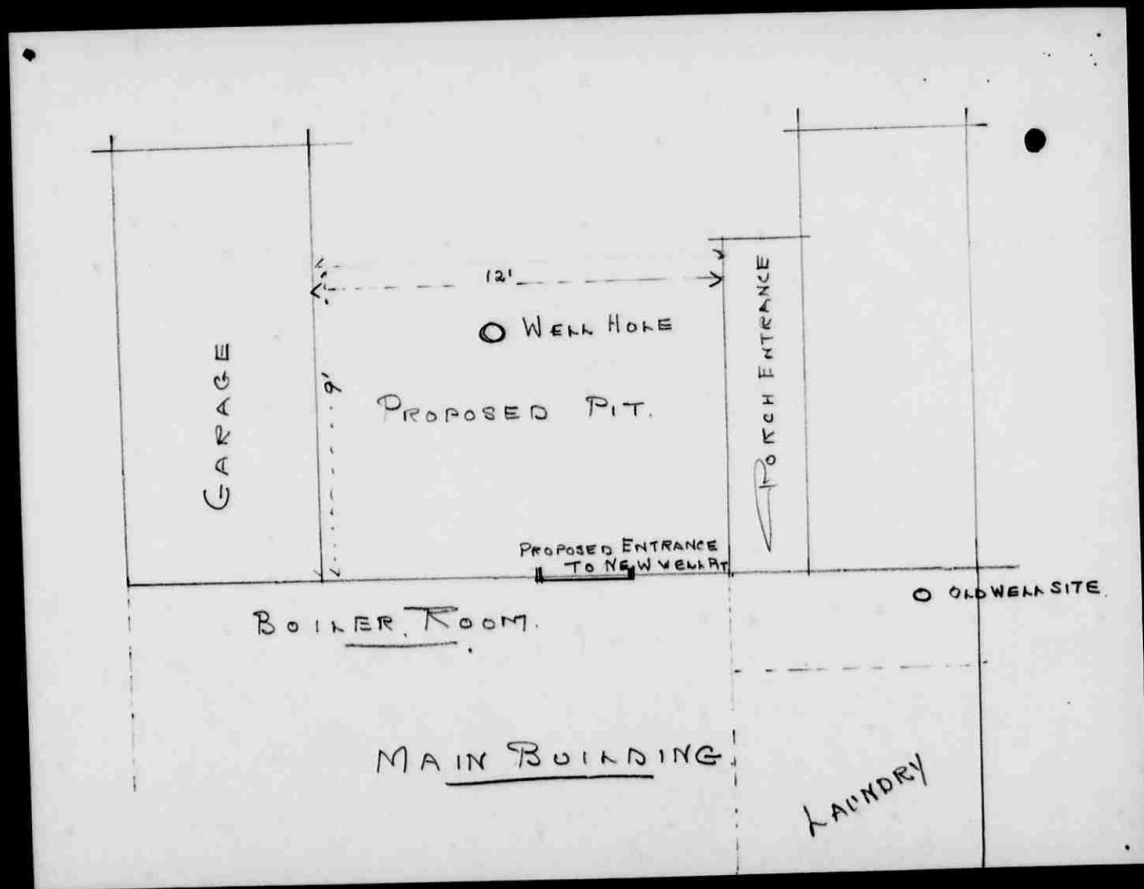 12'
WELL HOLE
9'
PROPOSED PIT.
GARAGE
PORCH ENTRANCE
PROPOSED ENTRANCE
TO NEW WELL PIT
OLD WELL SITE.
BOILER ROOM.
MAIN BUILDING.
LAUNDRY